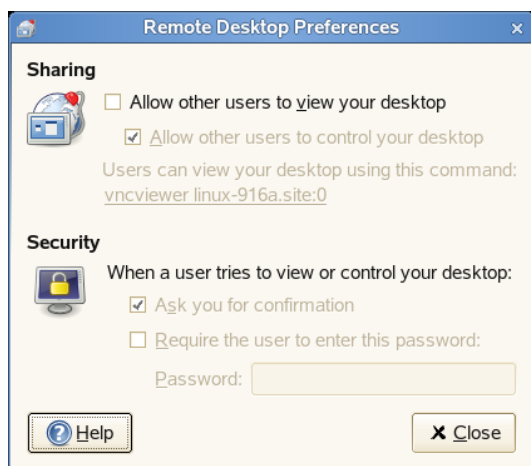 Remote Desktop Preferences
Sharing
Allow other users to view your desktop
Allow other users to control your desktop
Users can view your desktop using this command:
vncviewer linux-916a.site:0
Security
When a user tries to view or control your desktop:
Ask you for confirmation
Require the user to enter this password:
Password:
Help
Close